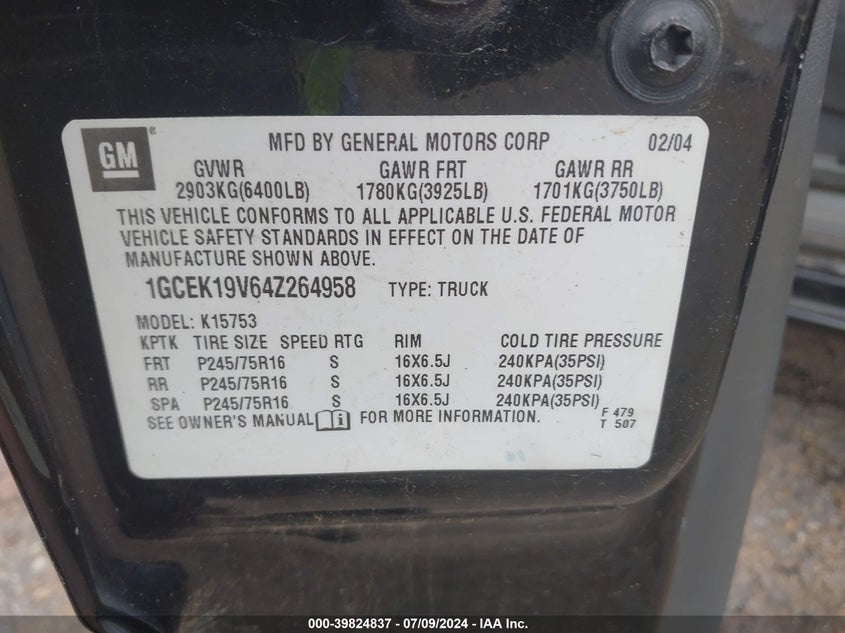 GM ® MFD BY GENERAL MOTORS CORP 02/04
GVWR GAWR FRT GAWR RR
2903KG(6400LB) 1780KG(3925LB) 1701KG(3750LB)
THIS VEHICLE CONFORMS TO ALL APPLICABLE U.S. FEDERAL MOTOR
VEHICLE SAFETY STANDARDS IN EFFECT ON THE DATE OF
MANUFACTURE SHOWN ABOVE.
1GCEK19V64Z264958 TYPE: TRUCK
MODEL: K15753
KPTK TIRE SIZE SPEED RTG RIM COLD TIRE PRESSURE
FRT P245/75R16 S 16X6.5J 240KPA(35PSI)
RR P245/75R16 S 16X6.5J 240KPA(35PSI)
SPA P245/75R16 S 16X6.5J 240KPA(35PSI)
SEE OWNER'S MANUAL i FOR MORE INFORMATION.
F 479
T 507
000-39824837 - 07/09/2024 - IAA Inc.